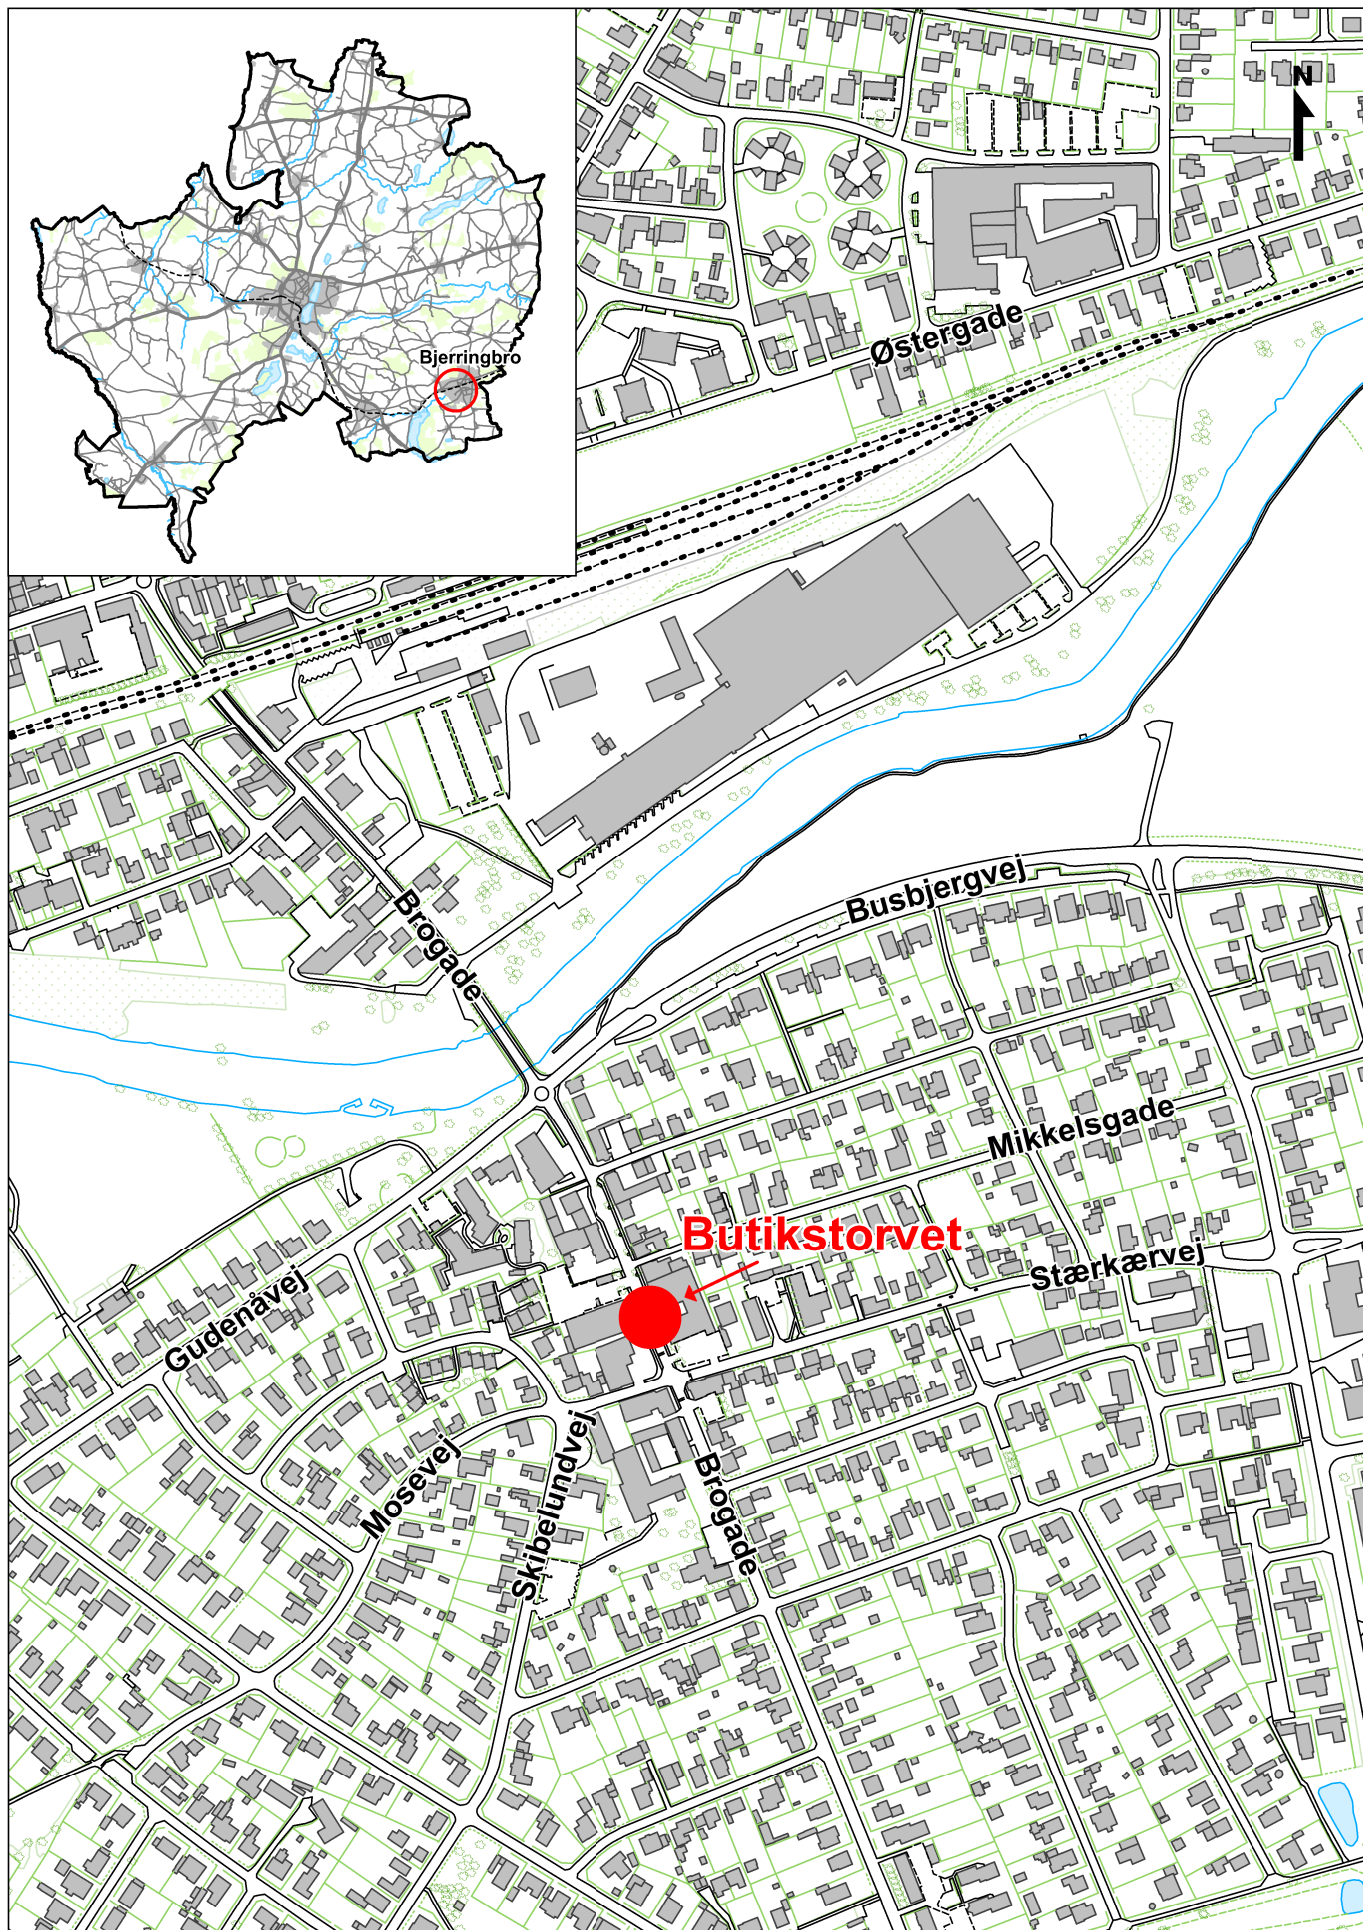 N
Østergade
Bjerringbro
Busbjergvej
Brogade
Mikkelsgade
Butikstorvet
Stærkærvej
Gudenåvej
Mosevej
Skibelundvej
Brogade